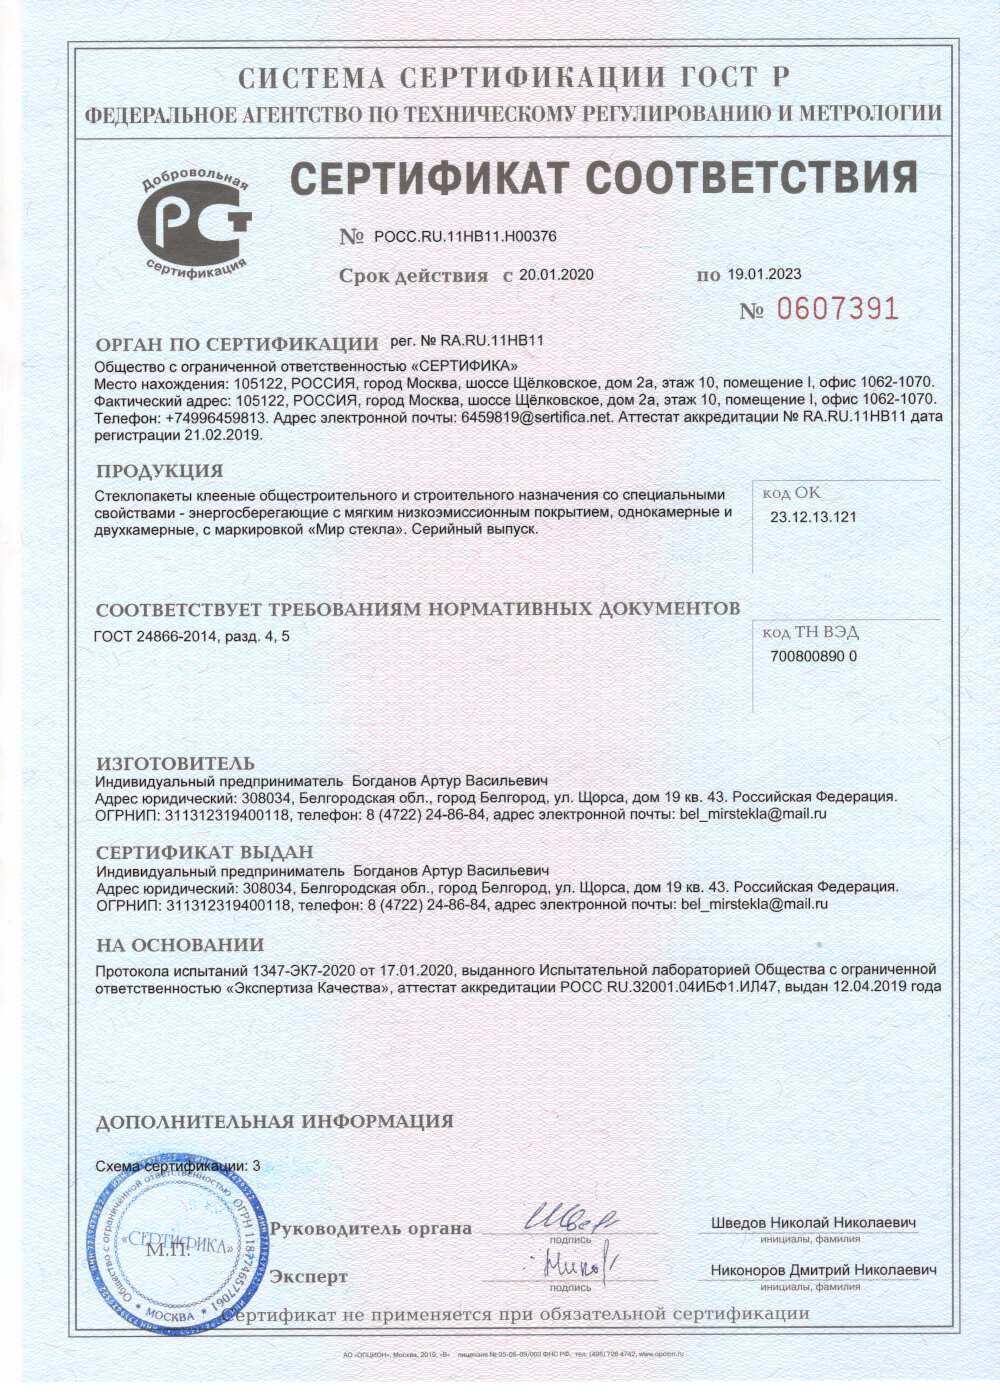 СИСТЕМА СЕРТИФИКАЦИИ ГОСТ Р
ФЕДЕРАЛЬНОЕ АГЕНТСТВО ПО ТЕХНИЧЕСКОМУ РЕГУЛИРОВАНИЮ И МЕТРОЛОГИИ
Добровольная
РСТ
сертификация
СЕРТИФИКАТ СООТВЕТСТВИЯ
№ РОСС.RU.11НВ11.Н00376
Срок действия с 20.01.2020 по 19.01.2023
№ 0607391
ОРГАН ПО СЕРТИФИКАЦИИ рег. № RA.RU.11НВ11
Общество с ограниченной ответственностью «СЕРТИФИКА»
Место нахождения: 105122, РОССИЯ, город Москва, шоссе Щёлковское, дом 2а, этаж 10, помещение I, офис 1062-1070.
Фактический адрес: 105122, РОССИЯ, город Москва, шоссе Щёлковское, дом 2а, этаж 10, помещение I, офис 1062-1070.
Телефон: +74996459813. Адрес электронной почты: 6459819@sertifica.net. Аттестат аккредитации № RA.RU.11НВ11 дата
регистрации 21.02.2019.
ПРОДУКЦИЯ
Стеклопакеты клееные общестроительного и строительного назначения со специальными
свойствами - энергосберегающие с мягким низкоэмиссионным покрытием, однокамерные и
двухкамерные, с маркировкой «Мир стекла». Серийный выпуск.
код ОК
23.12.13.121
СООТВЕТСТВУЕТ ТРЕБОВАНИЯМ НОРМАТИВНЫХ ДОКУМЕНТОВ
ГОСТ 24866-2014, разд. 4, 5
код ТН ВЭД
700800890 0
ИЗГОТОВИТЕЛЬ
Индивидуальный предприниматель Богданов Артур Васильевич
Адрес юридический: 308034, Белгородская обл., город Белгород, ул. Щорса, дом 19 кв. 43. Российская Федерация.
ОГРНИП: 311312319400118, телефон: 8 (4722) 24-86-84, адрес электронной почты: bel_mirstekla@mail.ru
СЕРТИФИКАТ ВЫДАН
Индивидуальный предприниматель Богданов Артур Васильевич
Адрес юридический: 308034, Белгородская обл., город Белгород, ул. Щорса, дом 19 кв. 43. Российская Федерация.
ОГРНИП: 311312319400118, телефон: 8 (4722) 24-86-84, адрес электронной почты: bel_mirstekla@mail.ru
НА ОСНОВАНИИ
Протокола испытаний 1347-ЭК7-2020 от 17.01.2020, выданного Испытательной лабораторией Общества с ограниченной
ответственностью «Экспертиза Качества», аттестат аккредитации РОСС RU.32001.04ИБФ1.ИЛ47, выдан 12.04.2019 года
ДОПОЛНИТЕЛЬНАЯ ИНФОРМАЦИЯ
Схема сертификации: 3
Общество с ограниченной ответственностью ОГРН 1187746577061
«СЕРТИФИКА»
М.П.
* МОСКВА *
Руководитель органа
подпись
Шведов Николай Николаевич
инициалы, фамилия
Эксперт
подпись
Никоноров Дмитрий Николаевич
инициалы, фамилия
Сертификат не применяется при обязательной сертификации
АО «ОПЦИОН», Москва, 2019, «В» лицензия № 05-05-09/003 ФНС РФ, тел. (495) 726 4742, www.opcion.ru